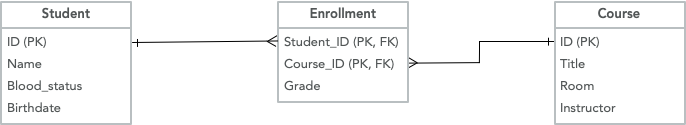 Student
ID (PK)
Name
Blood_status
Birthdate
Enrollment
Student_ID (PK, FK)
Course_ID (PK, FK)
Grade
Course
ID (PK)
Title
Room
Instructor